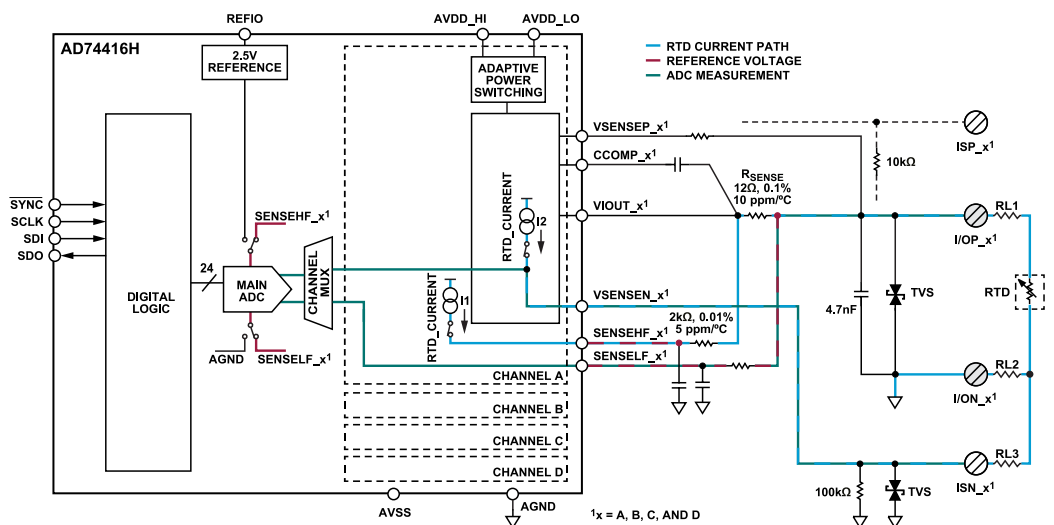 REFIO
AVDD_HI
AVDD_LO
AD74416H
2.5V
REFERENCE
ADAPTIVE
POWER
SWITCHING
RTD CURRENT PATH
REFERENCE VOLTAGE
ADC MEASUREMENT
VSENSEP_x¹
CCOMP_x¹
VIOUT_x¹
RSENSE
12Ω, 0.1%
10 ppm/ºC
10kΩ
ISP_x¹
SYNC
SCLK
SDI
SDO
DIGITAL
LOGIC
24
SENSEHF_x¹
MAIN
ADC
CHANNEL
MUX
AGND
SENSELF_x¹
RTD_CURRENT
I2
RTD_CURRENT
I1
VSENSEN_x¹
2kΩ, 0.01%
5 ppm/ºC
SENSEHF_x¹
SENSELF_x¹
I/OP_x¹
RL1
RTD
4.7nF
TVS
RL2
I/ON_x¹
RL3
ISN_x¹
100kΩ
TVS
CHANNEL A
CHANNEL B
CHANNEL C
CHANNEL D
AVSS
AGND
¹x = A, B, C, AND D